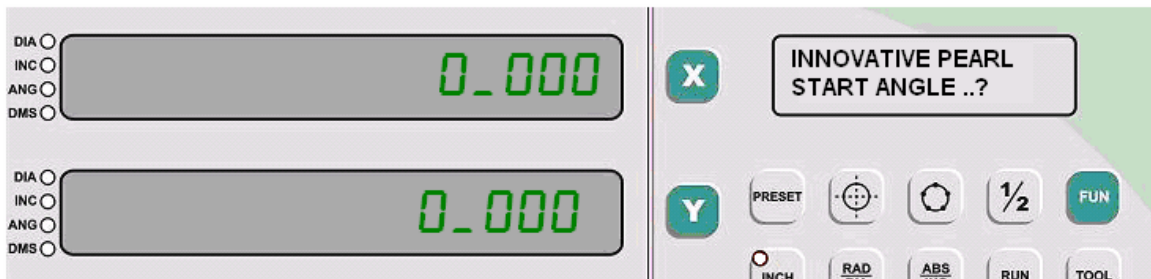 DIA
INC
ANG
DMS
0_000
X
INNOVATIVE PEARL
START ANGLE ..?
DIA
INC
ANG
DMS
0_000
Y
PRESET
1/2
FUN
INCH
RAD
ABS
RUN
TOOL